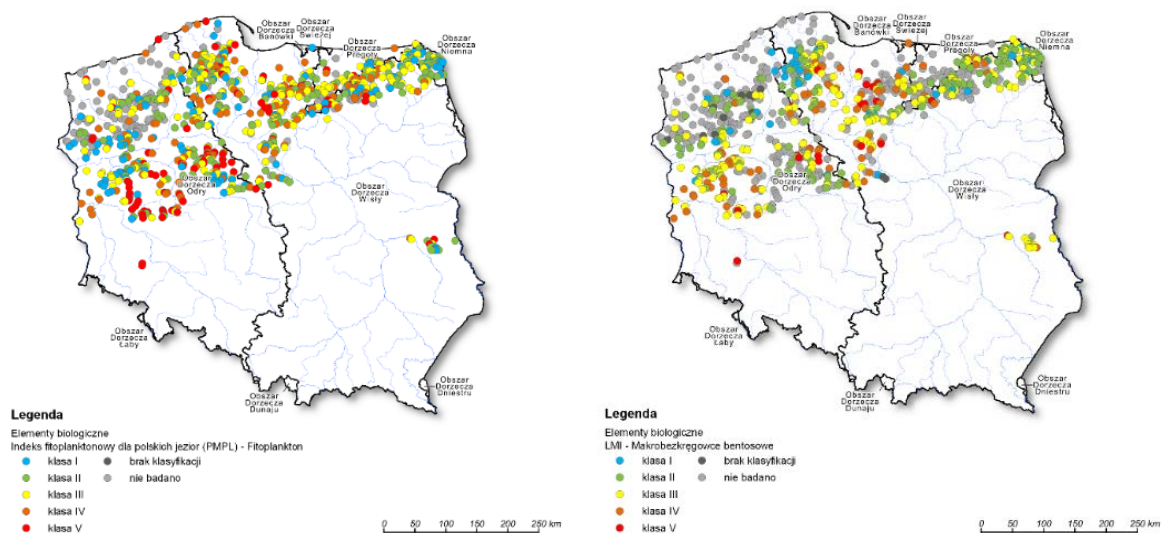 Obszar
Dorzecza
Banówki
Obszar
Dorzecza
Świeżej
Obszar
Dorzecza
Pregoły
Obszar
Dorzecza
Niemna
Obszar
Dorzecza
Odry
Obszar
Dorzecza
Wisły
Obszar
Dorzecza
Łaby
Obszar
Dorzecza
Dunaju
Obszar
Dorzecza
Dniestru
Legenda
Elementy biologiczne
Indeks fitoplanktonowy dla polskich jezior (PMPL) - Fitoplankton
klasa I
brak klasyfikacji
klasa II
nie badano
klasa III
klasa IV
klasa V
0 50 100 150 200 250 km
Obszar
Dorzecza
Banówki
Obszar
Dorzecza
Świeżej
Obszar
Dorzecza
Pregoły
Obszar
Dorzecza
Niemna
Obszar
Dorzecza
Odry
Obszar
Dorzecza
Wisły
Obszar
Dorzecza
Łaby
Obszar
Dorzecza
Dunaju
Obszar
Dorzecza
Dniestru
Legenda
Elementy biologiczne
LMI - Makrobezkręgowce bentosowe
klasa I
brak klasyfikacji
klasa II
nie badano
klasa III
klasa IV
klasa V
0 50 100 150 200 250 km